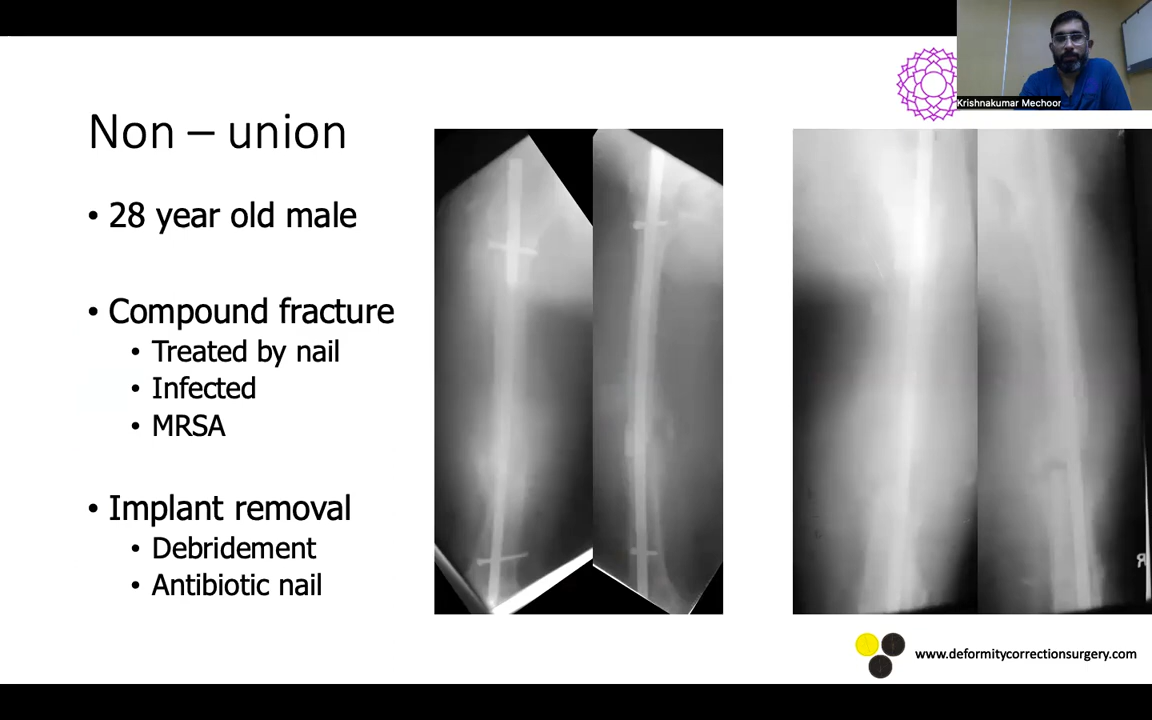 Krishnakumar Mechoor
Non – union
• 28 year old male
• Compound fracture
• Treated by nail
• Infected
• MRSA
• Implant removal
• Debridement
• Antibiotic nail
R
www.deformitycorrectionsurgery.com